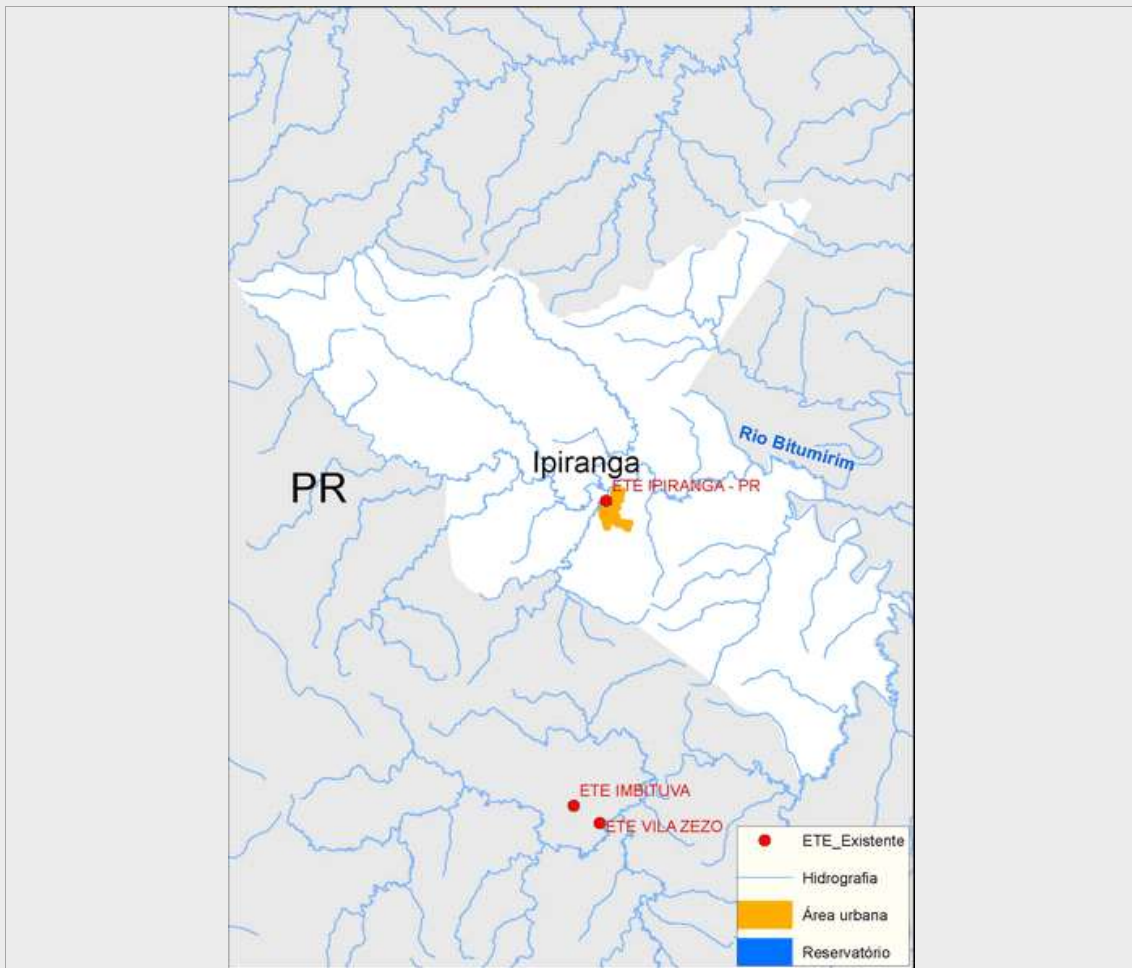 Rio Bitumirim
Ipiranga
PR
ETE IPIRANGA - PR
ETE IMBITUVA
ETE VILA ZEZO
ETE_Existente
Hidrografia
Área urbana
Reservatório